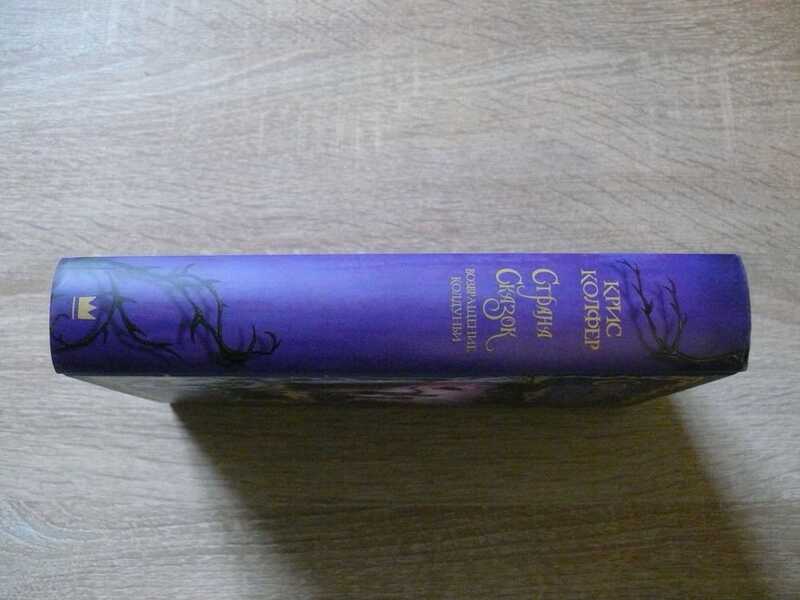 КРИС
КОЛФЕР
Страна
Сказок
ВОЗВРАЩЕНИЕ
КОЛДУНЬИ